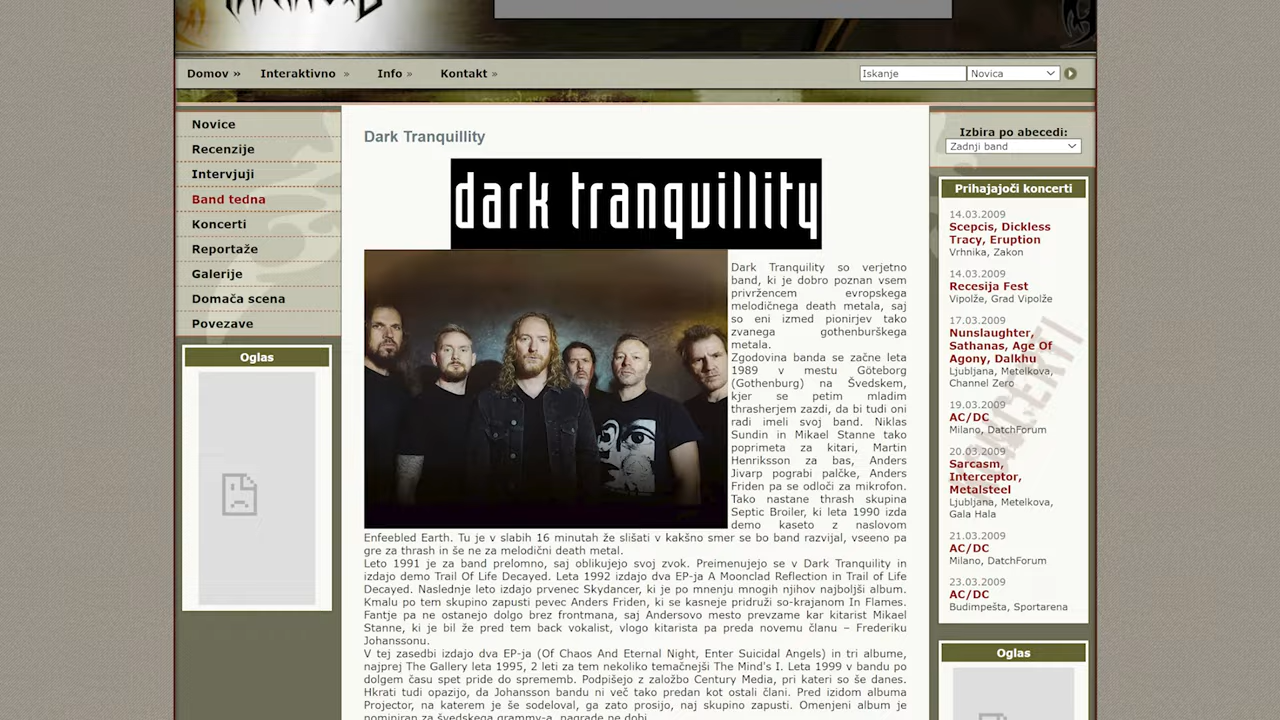 Domov »
Interaktivno »
Info »
Kontakt »
Iskanje
Novica
Novice
Recenzije
Intervjuji
Band tedna
Koncerti
Reportaže
Galerije
Domača scena
Povezave
Oglas
Dark Tranquillity
dark tranquillity
Dark Tranquility so verjetno
band, ki je dobro poznan vsem
privržencem evropskega
melodičnega death metala, saj
so eni izmed pionirjev tako
zvanega gothenburškega
metala.
Zgodovina banda se začne leta
1989 v mestu Göteborg
(Gothenburg) na Švedskem,
kjer se petim mladim
thrasherjem zazdi, da bi tudi oni
radi imeli svoj band. Niklas
Sundin in Mikael Stanne tako
poprimeta za kitari, Martin
Henriksson za bas, Anders
Jivarp pograbi palčke, Anders
Friden pa se odloči za mikrofon.
Tako nastane thrash skupina
Septic Broiler, ki leta 1990 izda
demo kaseto z naslovom
Enfeebled Earth. Tu je v slabih 16 minutah že slišati v kakšno smer se bo band razvijal, vseeno pa
gre za thrash in še ne za melodični death metal.
Leto 1991 je za band prelomno, saj oblikujejo svoj zvok. Preimenujejo se v Dark Tranquility in
izdajo demo Trail Of Life Decayed. Leta 1992 izdajo dva EP-ja A Moonclad Reflection in Trail of Life
Decayed. Naslednje leto izdajo prvenec Skydancer, ki je po mnenju mnogih njihov najboljši album.
Kmalu po tem skupino zapusti pevec Anders Friden, ki se kasneje pridruži so-krajanom In Flames.
Fantje pa ne ostanejo dolgo brez frontmana, saj Andersovo mesto prevzame kar kitarist Mikael
Stanne, ki je bil že pred tem back vokalist, vlogo kitarista pa preda novemu članu – Frederiku
Johanssonu.
V tej zasedbi izdajo dva EP-ja (Of Chaos And Eternal Night, Enter Suicidal Angels) in tri albume,
najprej The Gallery leta 1995, 2 leti za tem nekoliko temačnejši The Mind's I. Leta 1999 v bandu po
dolgem času spet pride do sprememb. Podpišejo z založbo Century Media, pri kateri so še danes.
Hkrati tudi opazijo, da Johansson bandu ni več tako predan kot ostali člani. Pred izidom albuma
Projector, na katerem je še sodeloval, ga zato prosijo, naj skupino zapusti. Omenjeni album je
nominiran za švedskega grammy-a, nagrade ne dobi.
Izbira po abecedi:
Zadnji band
Prihajajoči koncerti
14.03.2009
Scepcis, Dickless
Tracy, Eruption
Vrhnika, Zakon
14.03.2009
Recesija Fest
Vipolže, Grad Vipolže
17.03.2009
Nunslaughter,
Sathanas, Age Of
Agony, Dalkhu
Ljubljana, Metelkova,
Channel Zero
19.03.2009
AC/DC
Milano, DatchForum
20.03.2009
Sarcasm,
Interceptor,
Metalsteel
Ljubljana, Metelkova,
Gala Hala
21.03.2009
AC/DC
Milano, DatchForum
23.03.2009
AC/DC
Budimpešta, Sportarena
KONCERTI
Oglas